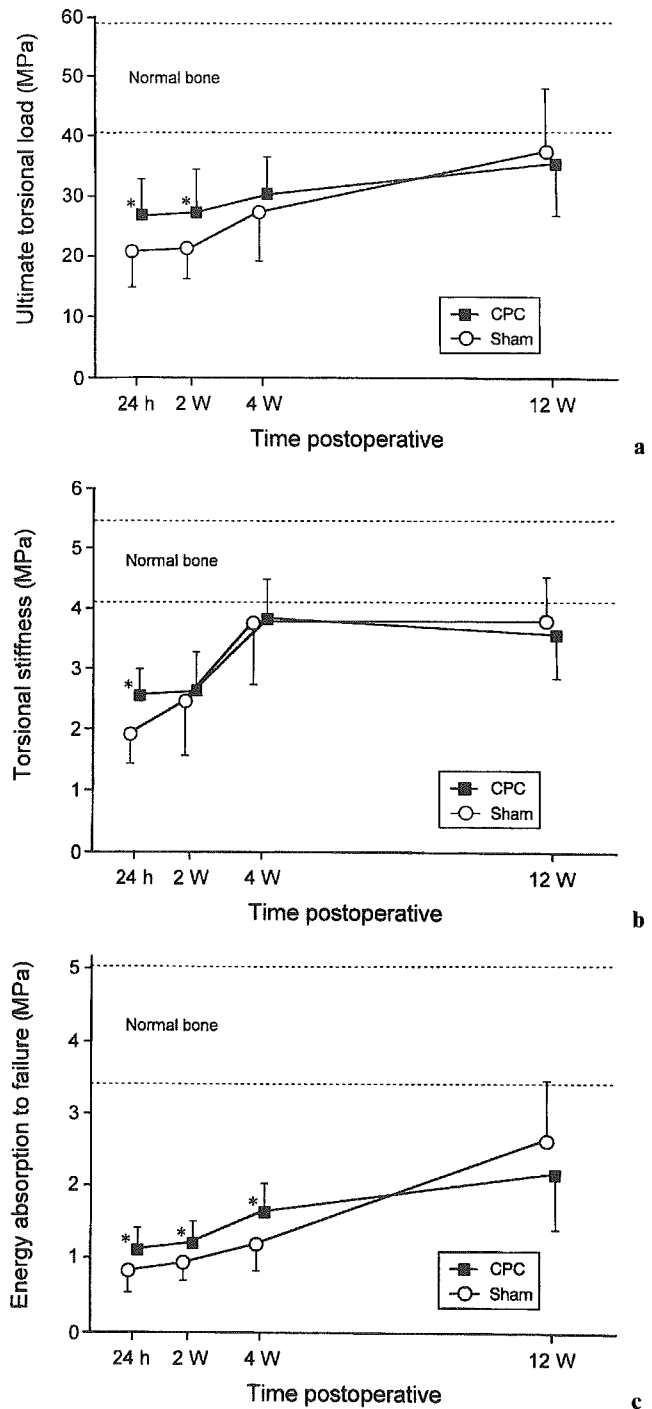 Ultimate torsional load (MPa)
60
50
40
30
20
10
0
Normal bone
*
*
CPC
Sham
24 h
2 W
4 W
12 W
Time postoperative
a
Torsional stiffness (MPa)
6
5
4
3
2
1
0
Normal bone
*
CPC
Sham
24 h
2 W
4 W
12 W
Time postoperative
b
Energy absorption to failure (MPa)
5
4
3
2
1
0
Normal bone
*
*
*
CPC
Sham
24 h
2 W
4 W
12 W
Time postoperative
c